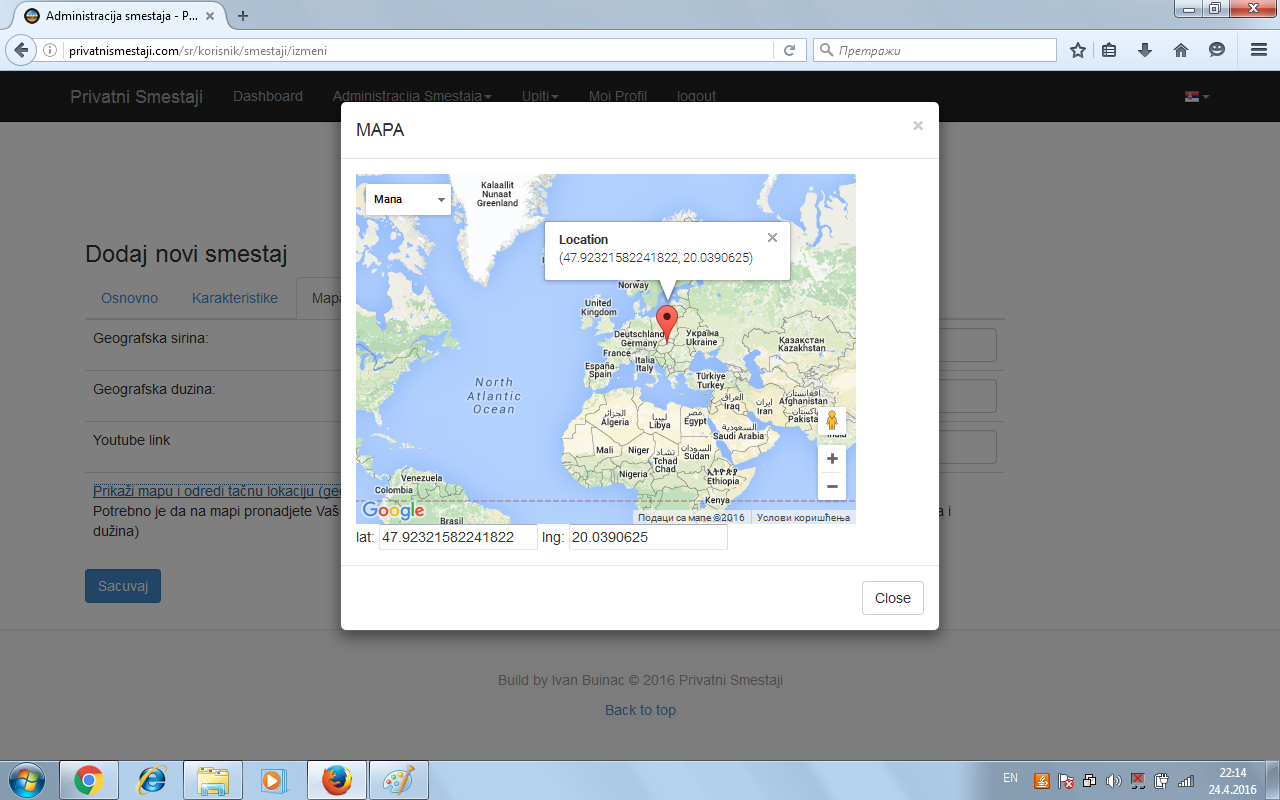 Administracija smestaja - P...
privatnismestaji.com/sr/korisnik/smestaji/izmeni
Претражи
Privatni Smestaji
Dashboard
Administracija Smestaja
Upiti
Moj Profil
logout
MAPA
×
Мапа
Kalaallit
Nunaat
Greenland
Location
(47.92321582241822, 20.0390625)
Norway
United
Kingdom
Deutschland
Germany
Україна
Ukraine
Қазақстан
Kazakhstan
France
Italia
Italy
España
Spain
Türkiye
Turkey
North
Atlantic
Ocean
العراق
Iraq
ایران
Iran
افغانستان
Afghanistan
پاکستان
Pakistan
India
الجزائر
Algeria
ليبيا
Libya
مصر
Egypt
السعودية
Saudi Arabia
Mali
Niger
تشاد
Tchad
Chad
السودان
Sudan
Nigeria
ኢትዮጵያ
Ethiopia
Kenya
Venezuela
Colombia
Brasil
Brazil
Google
Подаци са мапе ©2016
Услови коришћења
lat: 47.92321582241822 lng: 20.0390625
Close
Dodaj novi smestaj
Osnovno
Karakteristike
Mapa
Geografska sirina:
Geografska duzina:
Youtube link
Prikaži mapu i odredi tačnu lokaciju (geo
Potrebno je da na mapi pronadjete Vaš
a i
dužina)
Sacuvaj
Build by Ivan Buinac © 2016 Privatni Smestaji
Back to top
EN
22:14
24.4.2016